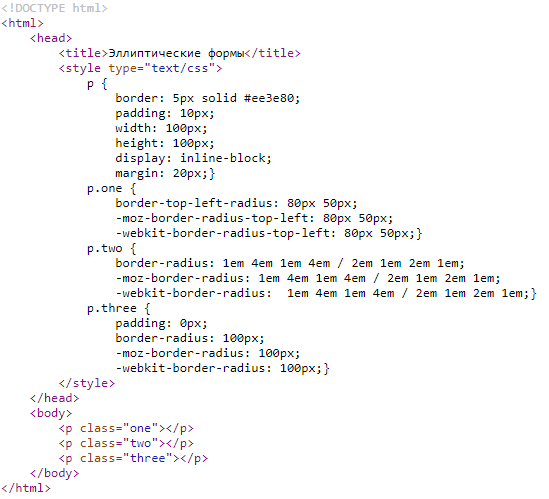 <!DOCTYPE html>
<html>
<head>
<title>Эллиптические формы</title>
<style type="text/css">
p {
border: 5px solid #ee3e80;
padding: 10px;
width: 100px;
height: 100px;
display: inline-block;
margin: 20px;}
p.one {
border-top-left-radius: 80px 50px;
-moz-border-radius-top-left: 80px 50px;
-webkit-border-radius-top-left: 80px 50px;}
p.two {
border-radius: 1em 4em 1em 4em / 2em 1em 2em 1em;
-moz-border-radius: 1em 4em 1em 4em / 2em 1em 2em 1em;
-webkit-border-radius:  1em 4em 1em 4em / 2em 1em 2em 1em;}
p.three {
padding: 0px;
border-radius: 100px;
-moz-border-radius: 100px;
-webkit-border-radius: 100px;}
</style>
</head>
<body>
<p class="one"></p>
<p class="two"></p>
<p class="three"></p>
</body>
</html>